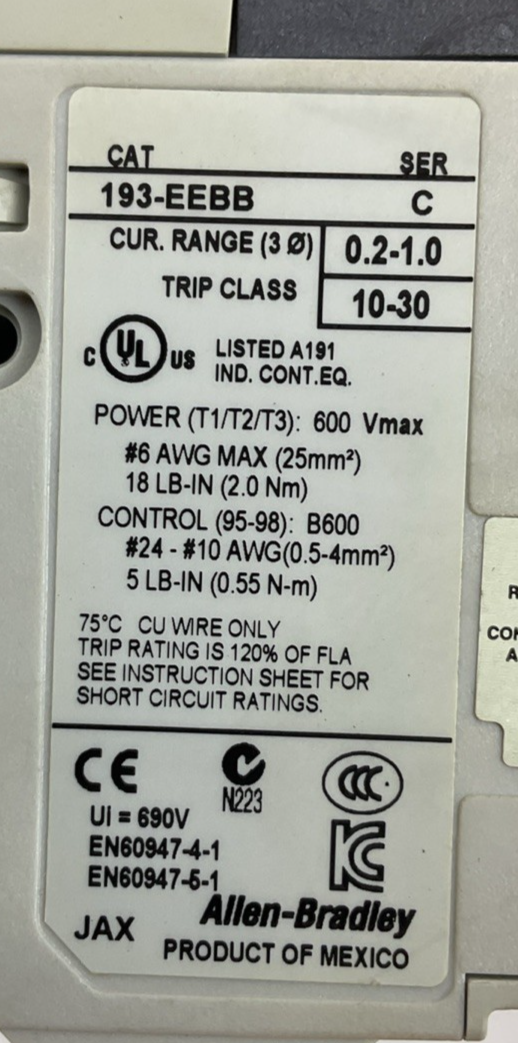 CAT SER
193-EEBB C
CUR. RANGE (3 Ø) 0.2-1.0
TRIP CLASS 10-30
C UL US LISTED A191
IND. CONT.EQ.
POWER (T1/T2/T3): 600 Vmax
#6 AWG MAX (25mm²)
18 LB-IN (2.0 Nm)
CONTROL (95-98): B600
#24 - #10 AWG(0.5-4mm²)
5 LB-IN (0.55 N-m)
75°C CU WIRE ONLY
TRIP RATING IS 120% OF FLA
SEE INSTRUCTION SHEET FOR
SHORT CIRCUIT RATINGS.
CE
N223
CCC
UI = 690V
EN60947-4-1
EN60947-5-1
KC
Allen-Bradley
JAX
PRODUCT OF MEXICO